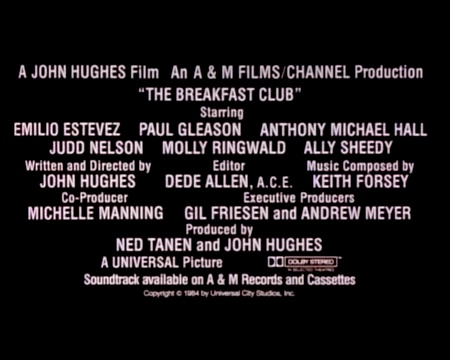 A JOHN HUGHES Film An A & M FILMS/CHANNEL Production
"THE BREAKFAST CLUB"
Starring
EMILIO ESTEVEZ PAUL GLEASON ANTHONY MICHAEL HALL
JUDD NELSON MOLLY RINGWALD ALLY SHEEDY
Written and Directed by Editor Music Composed by
JOHN HUGHES DEDE ALLEN, A.C.E. KEITH FORSEY
Co-Producer Executive Producers
MICHELLE MANNING GIL FRIESEN and ANDREW MEYER
Produced by
NED TANEN and JOHN HUGHES
A UNIVERSAL Picture DOLBY STEREO
IN SELECTED THEATRES
Soundtrack available on A & M Records and Cassettes
Copyright © 1984 by Universal City Studios, Inc.